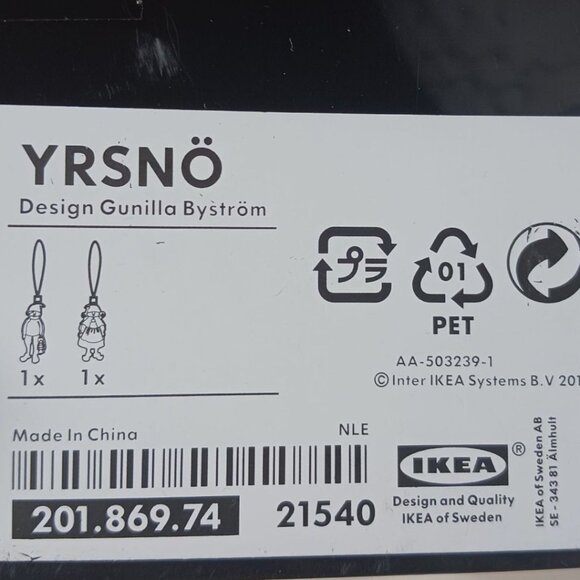 YRSNÖ
Design Gunilla Byström
1x 1x
プラ
01
PET
AA-503239-1
©Inter IKEA Systems B.V 201
Made In China
NLE
201.869.74
21540
IKEA®
Design and Quality
IKEA of Sweden
IKEA of Sweden AB
SE - 343 81 Älmhult